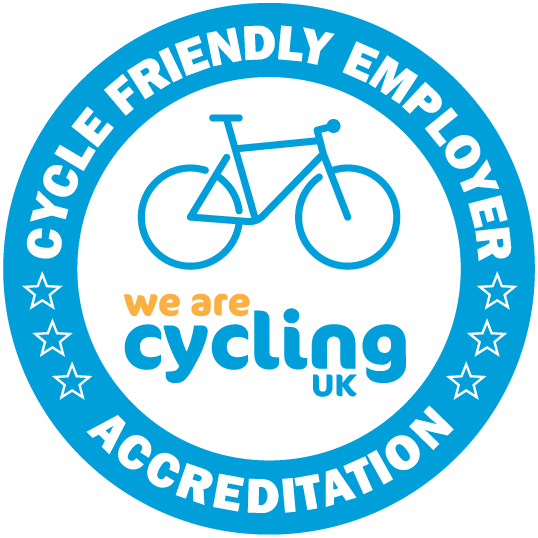 CYCLE FRIENDLY EMPLOYER
we are
cycling
UK
ACCREDITATION